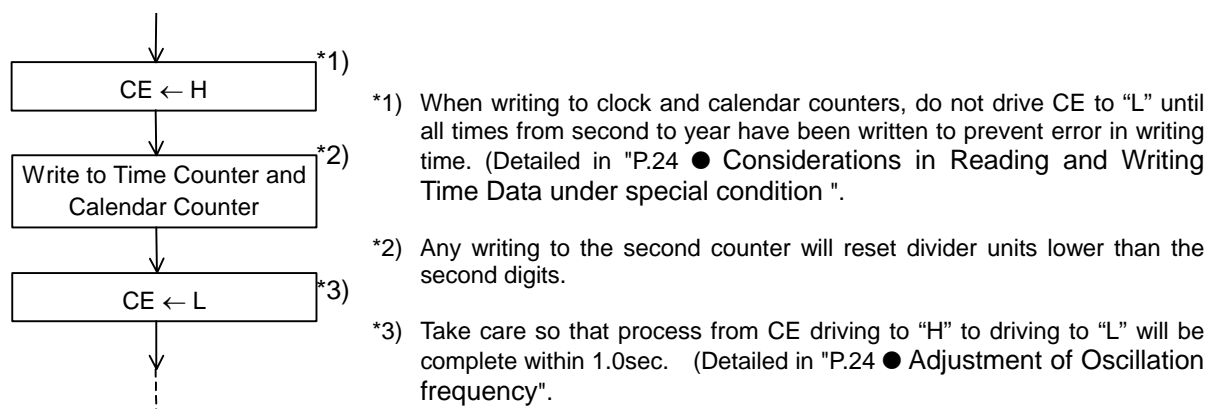 *1)
CE ← H
*2)
Write to Time Counter and
Calendar Counter
*3)
CE ← L
*1) When writing to clock and calendar counters, do not drive CE to “L” until
all times from second to year have been written to prevent error in writing
time. (Detailed in "P.24 ● Considerations in Reading and Writing
Time Data under special condition ".
*2) Any writing to the second counter will reset divider units lower than the
second digits.
*3) Take care so that process from CE driving to “H” to driving to “L” will be
complete within 1.0sec. (Detailed in "P.24 ● Adjustment of Oscillation
frequency".